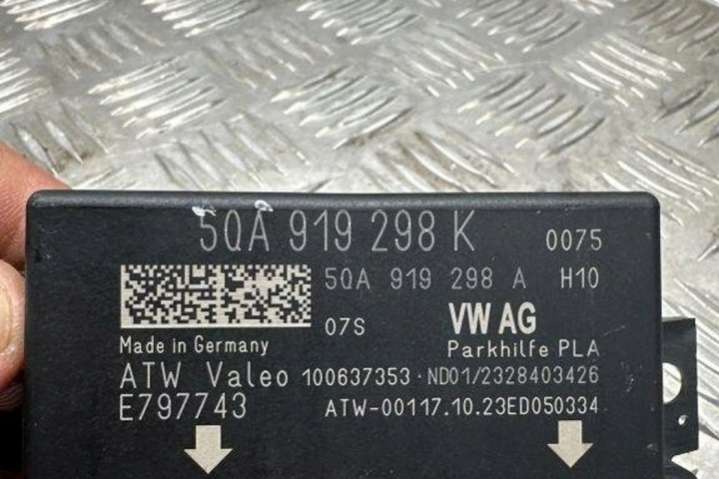 5QA 919 298 K 0075
5QA 919 298 A H10
07S VW AG
Made in Germany Parkhilfe PLA
ATW Valeo 100637353 · ND01/2328403426
E797743 ATW-00117.10.23ED050334